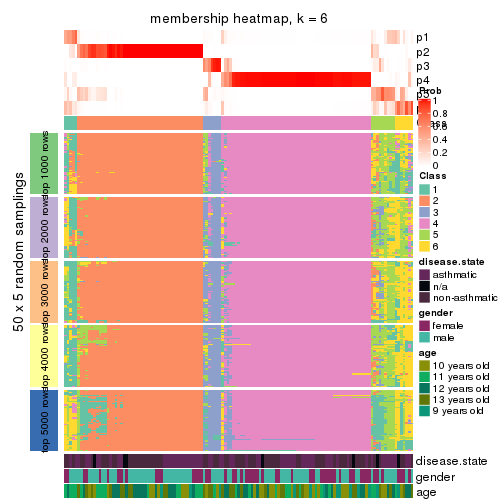 membership heatmap, k = 6
p1
p2
p3
p4
Prob
1
0.8
0.6
0.4
0.2
0
Class
1
2
3
4
5
6
disease.state
asthmatic
n/a
non-asthmatic
gender
female
male
age
10 years old
11 years old
12 years old
13 years old
9 years old
50 x 5 random samplings
top 1000 rows
top 2000 rows
top 3000 rows
top 4000 rows
top 5000 rows
disease.state
gender
age